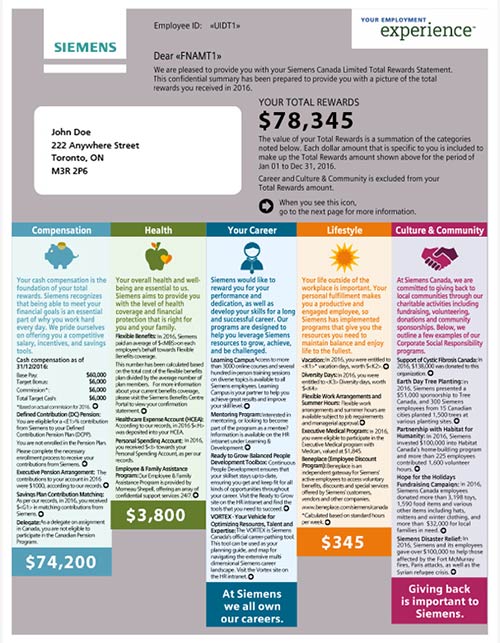 SIEMENS
Employee ID: «UIDT1»
YOUR EMPLOYMENT
experience™
Dear «FNAMT1»
We are pleased to provide you with your Siemens Canada Limited Total Rewards Statement.
This confidential summary has been prepared to provide you with a picture of the total
rewards you received in 2016.
John Doe
222 Anywhere Street
Toronto, ON
M3R 2P6
YOUR TOTAL REWARDS
$78,345
The value of your Total Rewards is a summation of the categories
noted below. Each dollar amount that is specific to you is included to
make up the Total Rewards amount shown above for the period of
Jan 01 to Dec 31, 2016.
Career and Culture & Community is excluded from your
Total Rewards amount.
When you see this icon,
go to the next page for more information.
Compensation
Your cash compensation is the
foundation of your total
rewards. Siemens recognizes
that being able to meet your
financial goals is an essential
part of why you work hard
every day. We pride ourselves
on offering you a competitive
salary, incentives, and savings
tools.
Cash compensation as of
31/12/2016:
Base Pay: $60,000
Target Bonus: $6,000
Commission*: $6,000
Total Target Cash $6,000
*Based on actual commission for 2016.
Defined Contribution (DC) Pension:
You are eligible for a
contribution from Siemens to your Defined
Contribution Pension Plan (DCPP).
You are not enrolled in the Pension Plan
Please complete the necessary
enrolment process to receive your
contributions from Siemens.
Executive Pension Arrangement: The
contributions to your account in 2016
were $1000, according to our records
Savings Plan Contribution Matching:
As per our records, in 2016, you received
in matching contributions from
Siemens.
Delegate: As a delegate on assignment
in Canada, you are not eligible to
participate in the Canadian Pension
Program.
$74,200
Health
Your overall health and well-
being are essential to us.
Siemens aims to provide you
with the level of health
coverage and financial
protection that is right for
you and your family.
Flexible Benefits: In 2016, Siemens
paid an average of on each
employee's behalf towards Flexible
Benefit coverage.
This number has been calculated based
on the total cost of the Flexible Benefits
plan divided by the average number of
plan members. For more information
about your current benefits coverage,
please visit the Siemens Benefits Centre
Portal to view your confirmation
statement.
Healthcare Expense Account (HCEA):
According to our records, in 2016
was deposited into your HCEA.
Personal Spending Account: In 2016,
you received in your
Personal Spending Account, as per our
records.
Employee & Family Assistance
Program: Our Employee Family
Assistance Provider is provided by
Morneau Shepell, offering an array of
confidential support services 24/7.
$3,800
Your Career
Siemens would like to
reward you for your
performance and
dedication, as well as
develop your skills for a long
and successful career. Our
programs are designed to
help you leverage Siemens
resources to grow, achieve,
and be challenged.
Learning Campus: Access to more
than 3000 online courses and several
hundred in-person training sessions
on diverse topics is available to all
Siemens employees. Learning
Campus is your partner to help you
achieve great results and improve
your skill level.
Mentoring Program: Interested in
mentoring, or looking to become
part of the program as a mentee?
Information is available on the HR
intranet under Learning &
Development.
Ready to Grow Balanced People
Development Toolbox: Continuous
People Development ensures that
your skillset stays up-to-date,
ensuring you get and keep fit for all
kinds of opportunities throughout
your career. Visit the Ready to Grow
site on the HR intranet and find the
tools that you need to succeed.
VORTEX - Your Vehicle for
Optimizing Resources, Talent and
Expertise: The VORTEX is Siemens
Canada's official career-pathing tool.
This tool can be used as your
planning guide, and map for
navigating the extensive multi
dimensional Siemens career
landscape. Visit the Vortex site on
the HR intranet.
At Siemens
we all own
our careers.
Lifestyle
Your life outside of the
workplace is important. Your
personal fulfillment makes
you a productive and
engaged employee, so
Siemens has implemented
programs that give you the
resources you need to
maintain balance and enjoy
life to the fullest.
Vacation: In 2016, you were entitled to
vacation days, worth
Diversity Days: In 2016, you were
entitled to Diversity days, worth
Flexible Work Arrangements and
Summer Hours: Flexible work
arrangements and summer hours are
available subject to job requirements
and managerial approval
Executive Medical Program: In 2016,
you were eligible to participate in the
Executive Medical program with
Medcan, valued at $1,845.
Beneplace (Employee Discount
Program): Beneplace is an
independent gateway for Siemens'
active employees to access voluntary
benefits, discounts and special services
offered by Siemens' customers,
vendors and other companies.
www.beneplace.com/siemenscanada
*Calculated based on standard hours
per week.
$345
Culture & Community
At Siemens Canada, we are
committed to giving back to
local communities through our
charitable activities including
fundraising, volunteering,
donations and community
sponsorships. Below, we
outline a few examples of our
Corporate Social Responsibility
programs.
Support of Cystic Fibrosis Canada: In
2016, $138,000 was donated to this
organization.
Earth Day Tree Planting: In
2016, Siemens presented a
$51,000 sponsorship to Tree
Canada, and 300 Siemens
employees from 15 Canadian
cities planted 1,500 trees at
various planting sites.
Partnership with Habitat for
Humanity: In 2016, Siemens
invested $100,000 into Habitat
Canada's home building program
and more than 225 employees
contributed 1,600 volunteer
hours.
Hope for the Holidays
Fundraising Campaign: In 2016,
Siemens Canada employees
donated more than 3,198 toys,
1,590 food items and various
other items including hats,
mittens and winter clothing, and
more than $32,000 for local
families in need.
Siemens Disaster Relief: In
2016, Siemens and its employees
gave over $100,000 to help those
affected by the Fort McMurray
fires, Paris attacks, as well as the
Syrian refugee crisis.
Giving back
is important to
Siemens.